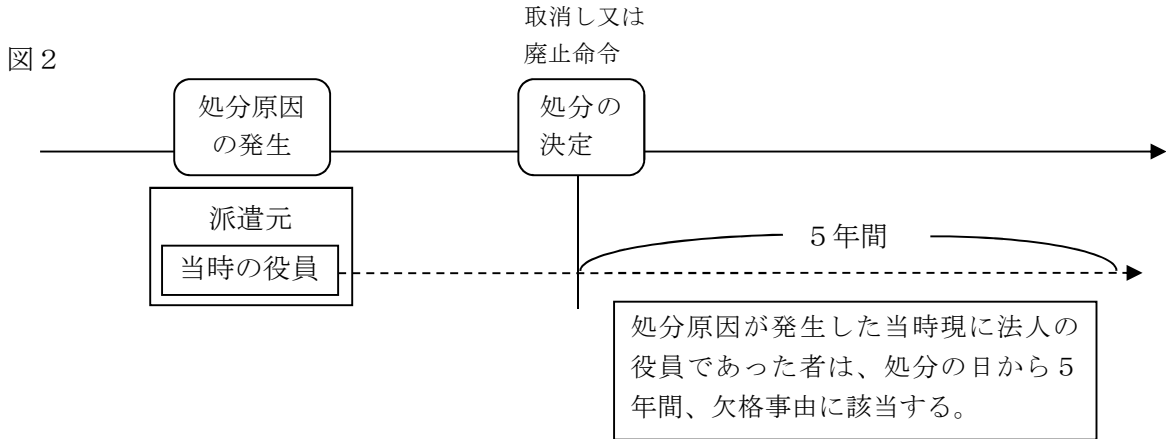 図２
取消し又は
廃止命令
処分原因
の発生
処分の
決定
派遣元
当時の役員
５年間
処分原因が発生した当時現に法人の
役員であった者は、処分の日から５
年間、欠格事由に該当する。